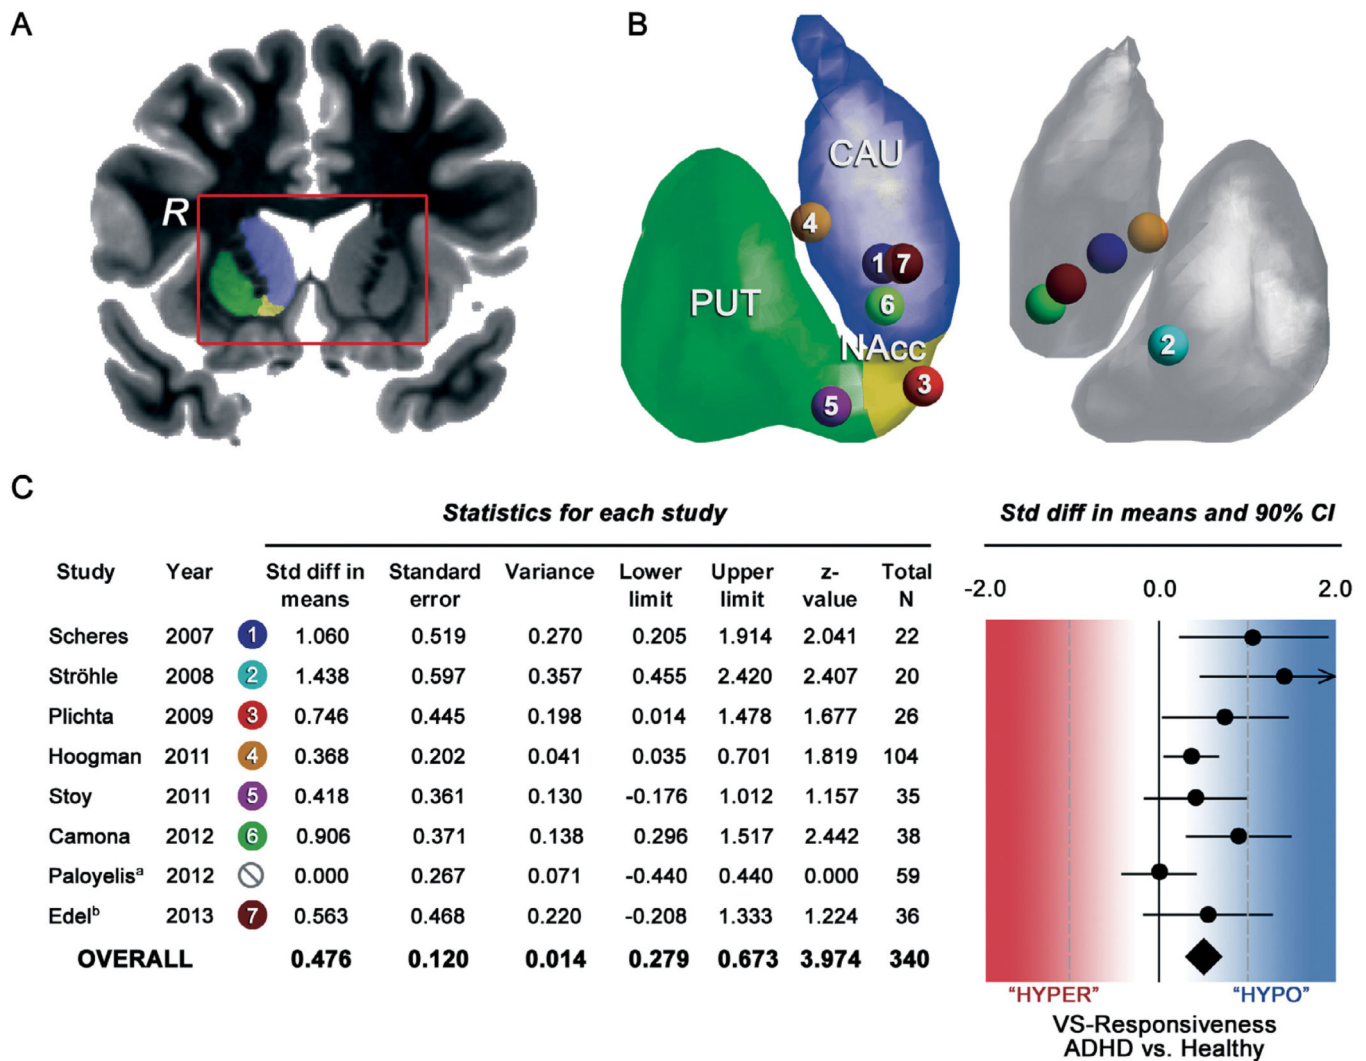 A
B
R
CAU
4
1 7
6
PUT
NAcc
3
5
2
C
Statistics for each study
Std diff in means and 90% CI
Study Year Std diff in means Standard error Variance Lower limit Upper limit z-value Total N
-2.0 0.0 2.0
Scheres 2007 1 1.060 0.519 0.270 0.205 1.914 2.041 22
Ströhle 2008 2 1.438 0.597 0.357 0.455 2.420 2.407 20
Plichta 2009 3 0.746 0.445 0.198 0.014 1.478 1.677 26
Hoogman 2011 4 0.368 0.202 0.041 0.035 0.701 1.819 104
Stoy 2011 5 0.418 0.361 0.130 -0.176 1.012 1.157 35
Camona 2012 6 0.906 0.371 0.138 0.296 1.517 2.442 38
Paloyelisᵃ 2012 0.000 0.267 0.071 -0.440 0.440 0.000 59
Edelᵇ 2013 7 0.563 0.468 0.220 -0.208 1.333 1.224 36
OVERALL 0.476 0.120 0.014 0.279 0.673 3.974 340
“HYPER” “HYPO”
VS-Responsiveness
ADHD vs. Healthy